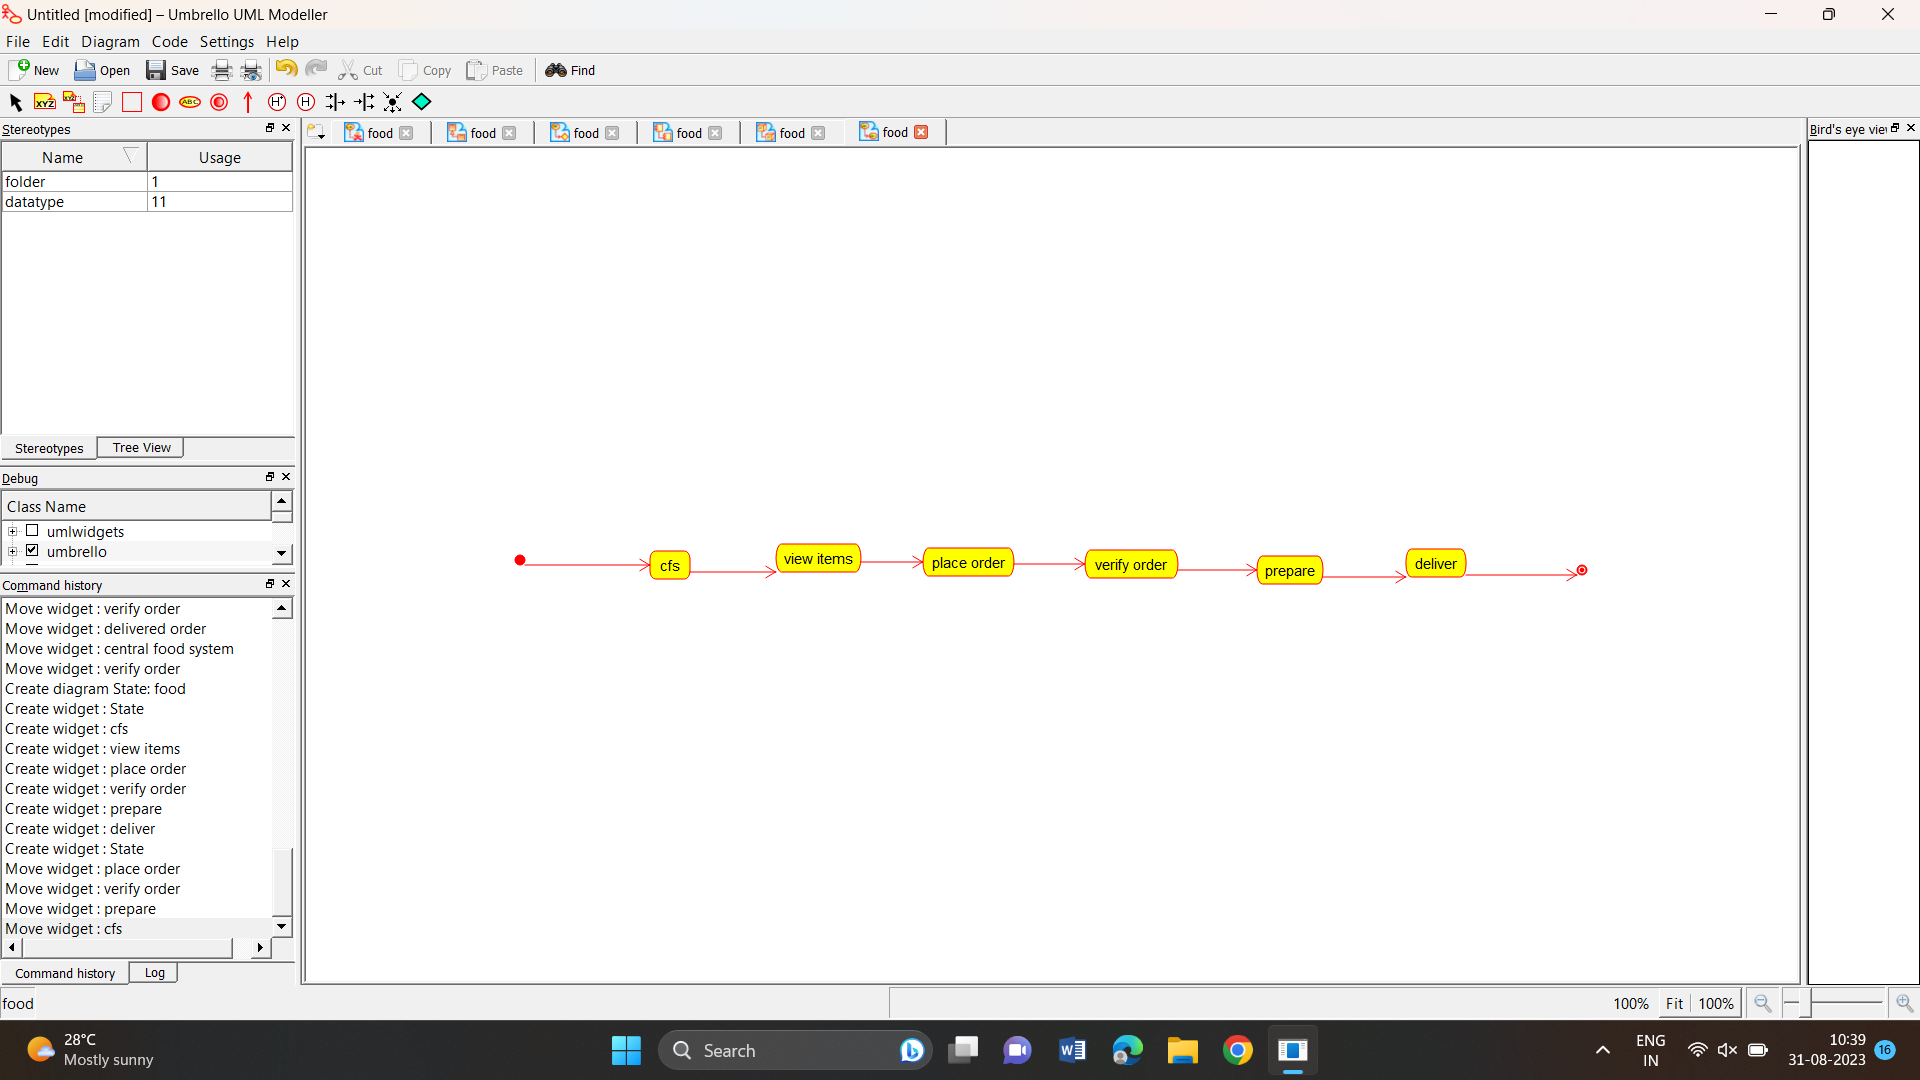 Untitled [modified] – Umbrello UML Modeller
File Edit Diagram Code Settings Help
New Open Save Cut Copy Paste Find
XYZ XYZ ABC H* H
Stereotypes
Name Usage
folder 1
datatype 11
Stereotypes Tree View
Debug
Class Name
umlwidgets
umbrello
Command history
Move widget : verify order
Move widget : delivered order
Move widget : central food system
Move widget : verify order
Create diagram State: food
Create widget : State
Create widget : cfs
Create widget : view items
Create widget : place order
Create widget : verify order
Create widget : prepare
Create widget : deliver
Create widget : State
Move widget : place order
Move widget : verify order
Move widget : prepare
Move widget : cfs
Command history Log
food food food food food food
cfs view items place order verify order prepare deliver
Bird's eye view
food
100% Fit 100%
28°C
Mostly sunny
Search
ENG
IN
10:39
31-08-2023
16